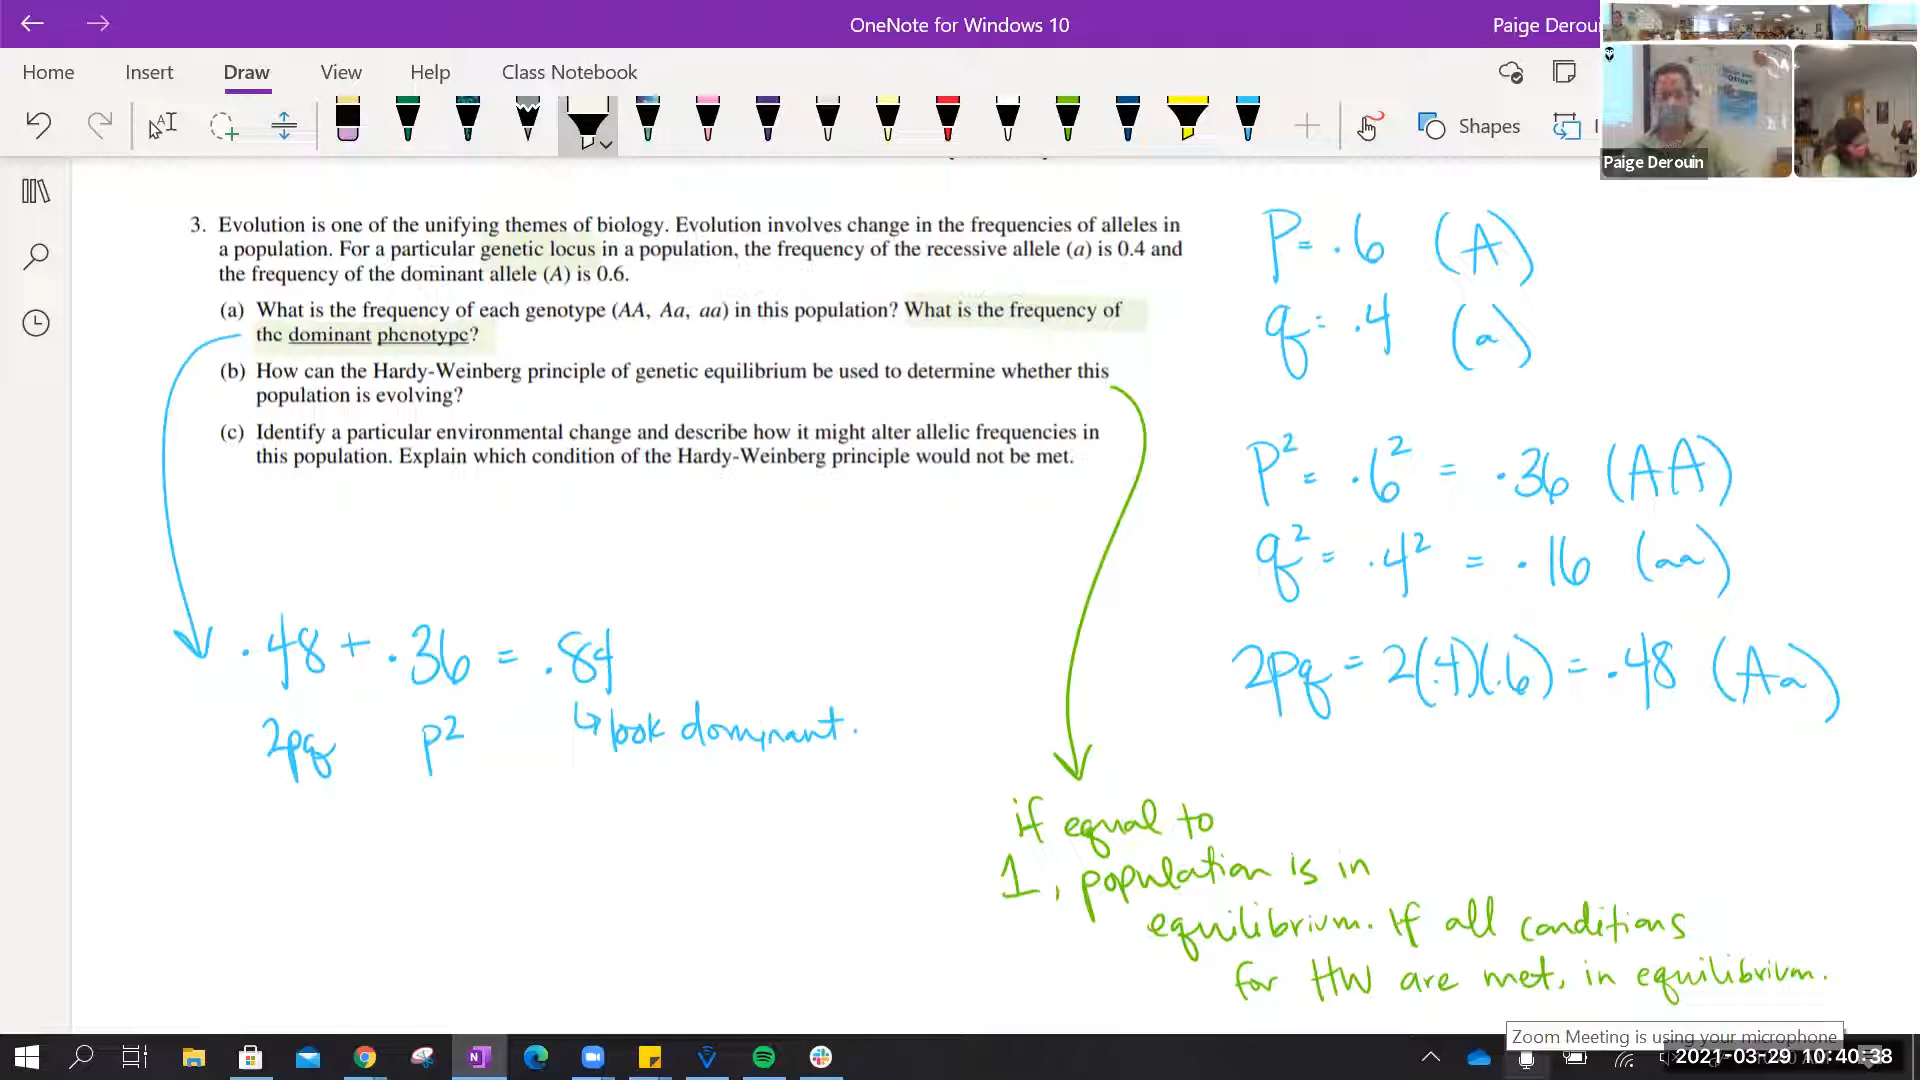 OneNote for Windows 10
Paige Derou
Home Insert Draw View Help Class Notebook
Shapes
Paige Derouin
3. Evolution is one of the unifying themes of biology. Evolution involves change in the frequencies of alleles in
a population. For a particular genetic locus in a population, the frequency of the recessive allele (a) is 0.4 and
the frequency of the dominant allele (A) is 0.6.
(a) What is the frequency of each genotype (AA, Aa, aa) in this population? What is the frequency of
the dominant phenotype?
(b) How can the Hardy-Weinberg principle of genetic equilibrium be used to determine whether this
population is evolving?
(c) Identify a particular environmental change and describe how it might alter allelic frequencies in
this population. Explain which condition of the Hardy-Weinberg principle would not be met.
P = .6 (A)
q = .4 (a)
P² = .6² = .36 (AA)
q² = .4² = .16 (aa)
2pq = 2(.4)(.6) = .48 (Aa)
.48 + .36 = .84
2pq p²
↳ look dominant.
if equal to
1, population is in
equilibrium. If all conditions
for HW are met, in equilibrium.
Zoom Meeting is using your microphone
2021-03-29 10:40:38